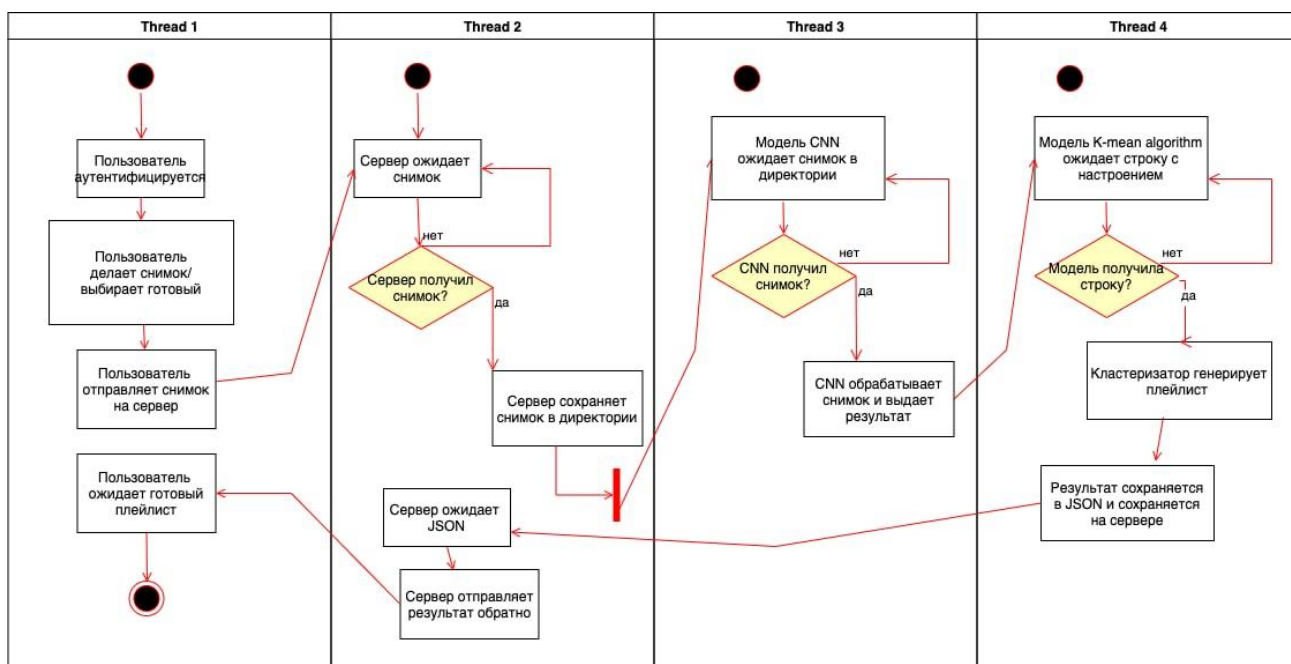 Thread 1
Thread 2
Thread 3
Thread 4
Пользователь
аутентифицируется
Пользователь
делает снимок/
выбирает готовый
Пользователь
отправляет снимок
на сервер
Пользователь
ожидает готовый
плейлист
Сервер ожидает
снимок
нет
Сервер получил
снимок?
да
Сервер сохраняет
снимок в директории
Сервер ожидает
JSON
Сервер отправляет
результат обратно
Модель CNN
ожидает снимок в
директории
нет
CNN получил
снимок?
да
CNN обрабатывает
снимок и выдает
результат
Модель K-mean algorithm
ожидает строку с
настроением
нет
Модель получила
строку?
да
Кластеризатор генерирует
плейлист
Результат сохраняется
в JSON и сохраняется
на сервере